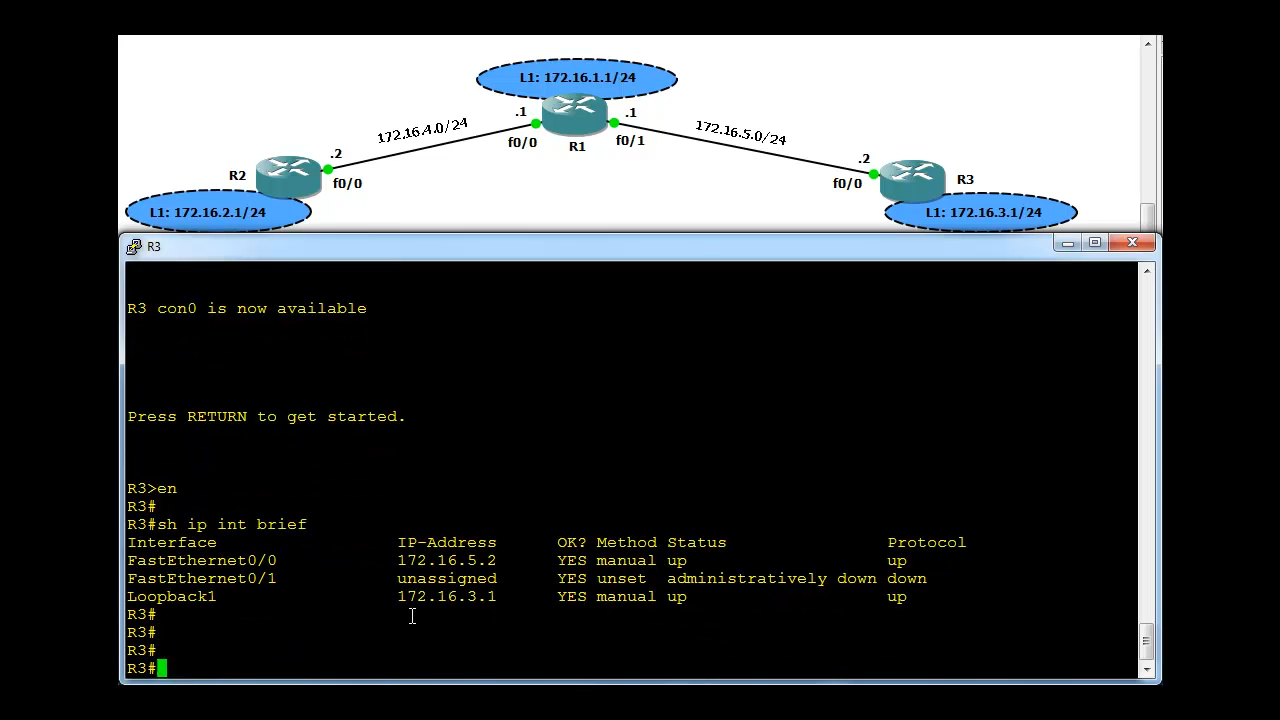 L1: 172.16.1.1/24
.1
.1
172.16.4.0/24
172.16.5.0/24
f0/0
R1
f0/1
.2
.2
R2
f0/0
f0/0
R3
L1: 172.16.2.1/24
L1: 172.16.3.1/24
R3
R3 con0 is now available
Press RETURN to get started.
R3>en
R3#
R3#sh ip int brief
Interface IP-Address OK? Method Status Protocol
FastEthernet0/0 172.16.5.2 YES manual up up
FastEthernet0/1 unassigned YES unset administratively down down
Loopback1 172.16.3.1 YES manual up up
R3#
R3#
R3#
R3#